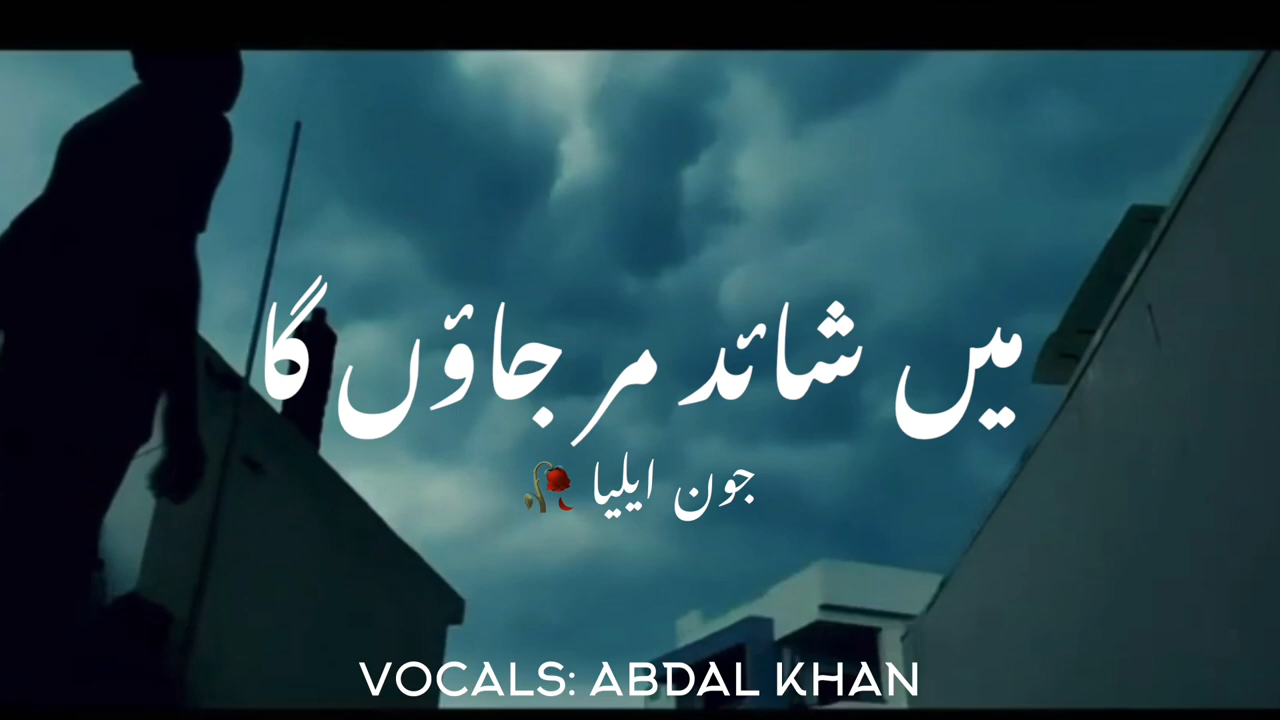 میں شائد مر جاؤں گا
جون ایلیا 🥀
VOCALS: ABDAL KHAN